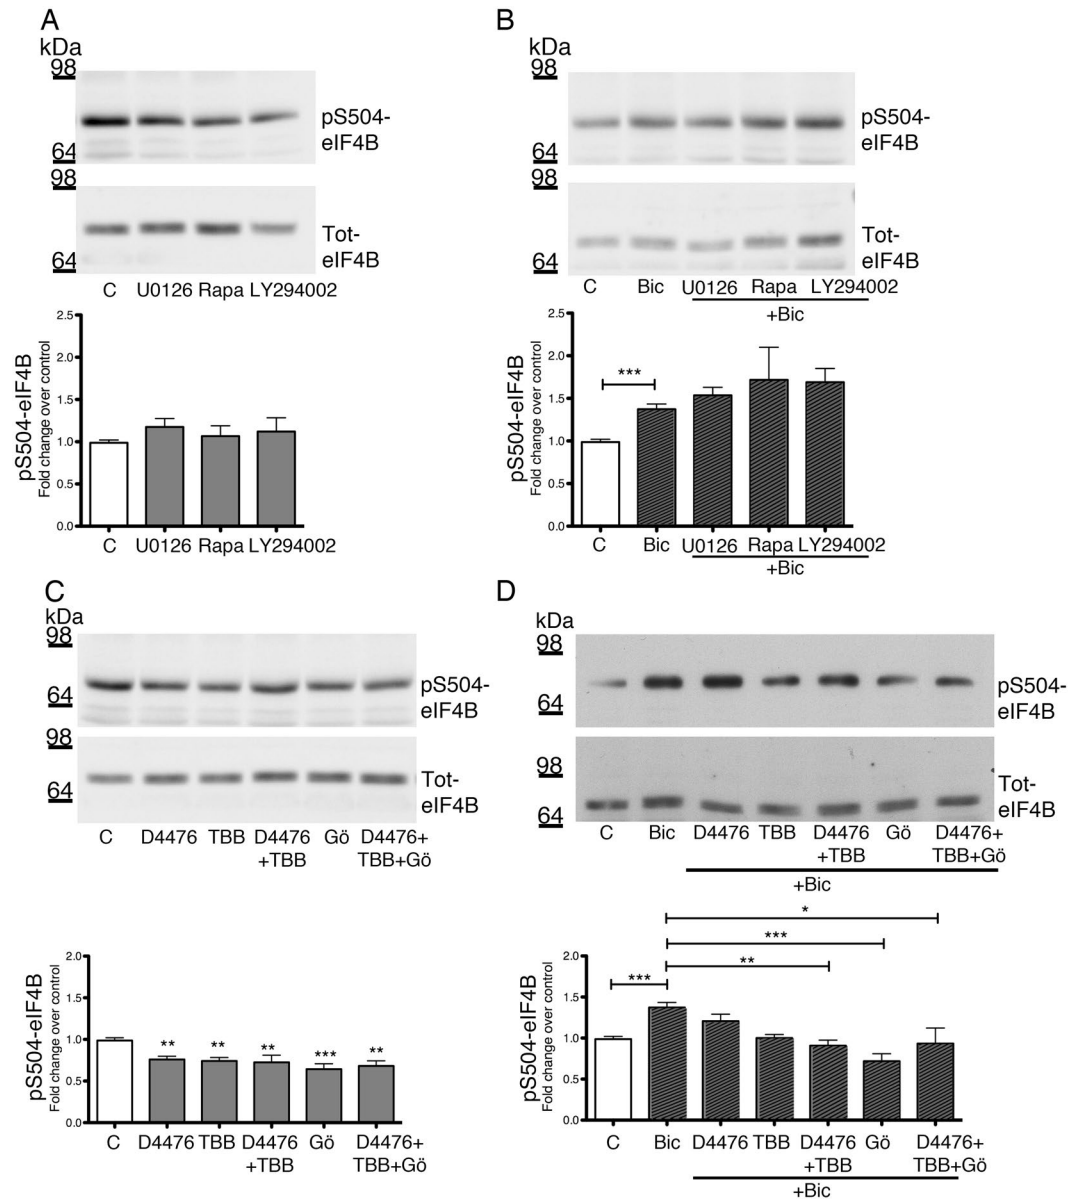 A
kDa
98
64
pS504-
eIF4B
98
64
Tot-
eIF4B
C U0126 Rapa LY294002
pS504-eIF4B
Fold change over control
2.5
2.0
1.5
1.0
0.5
0.0
C U0126 Rapa LY294002
B
kDa
98
64
pS504-
eIF4B
98
64
Tot-
eIF4B
C Bic U0126 Rapa LY294002
+Bic
pS504-eIF4B
Fold change over control
2.5
2.0
1.5
1.0
0.5
0.0
***
C Bic U0126 Rapa LY294002
+Bic
C
kDa
98
64
pS504-
eIF4B
98
64
Tot-
eIF4B
C D4476 TBB D4476 Gö D4476+
+TBB TBB+Gö
pS504-eIF4B
Fold change over control
2.0
1.5
1.0
0.5
0.0
** ** ** *** **
C D4476 TBB D4476 Gö D4476+
+TBB TBB+Gö
D
kDa
98
64
pS504-
eIF4B
98
64
Tot-
eIF4B
C Bic D4476 TBB D4476 Gö D4476+
+TBB TBB+Gö
+Bic
pS504-eIF4B
Fold change over control
2.0
1.5
1.0
0.5
0.0
*
***
**
***
C Bic D4476 TBB D4476 Gö D4476+
+TBB TBB+Gö
+Bic